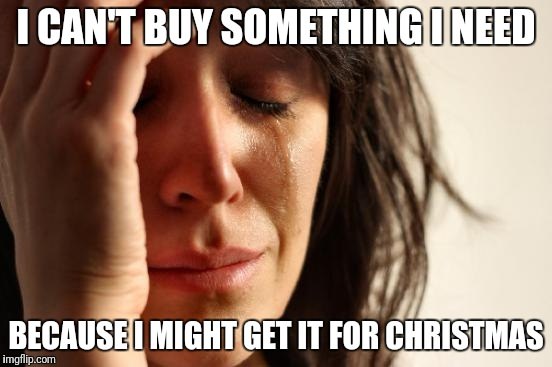 I CAN'T BUY SOMETHING I NEED
BECAUSE I MIGHT GET IT FOR CHRISTMAS
imgflip.com